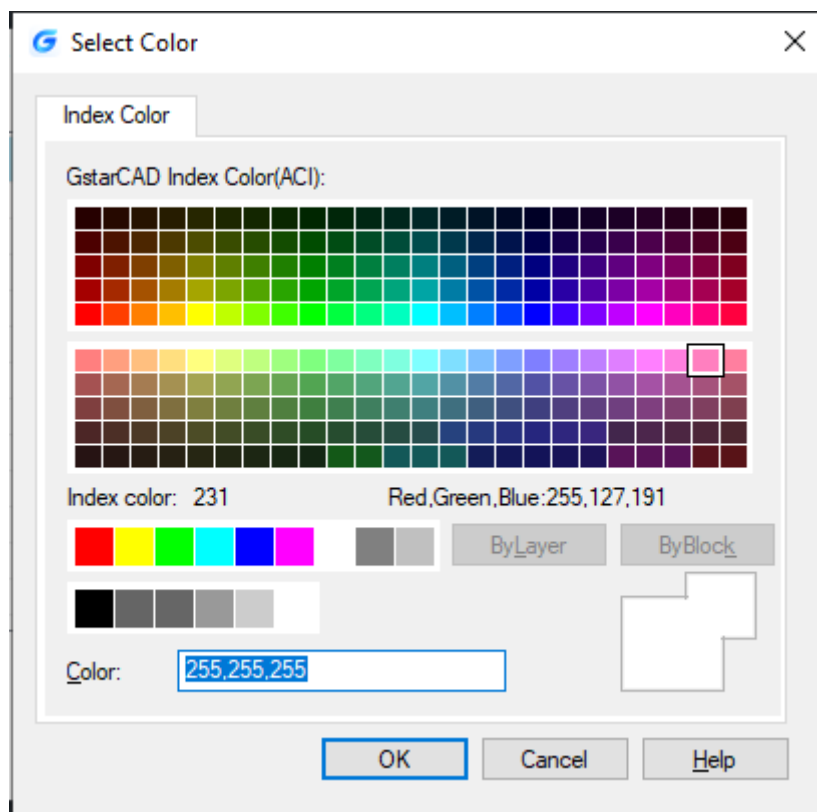 Select Color
Index Color
GstarCAD Index Color(ACI):
Index color: 231 Red,Green,Blue:255,127,191
ByLayer ByBlock
Color: 255,255,255
OK Cancel Help